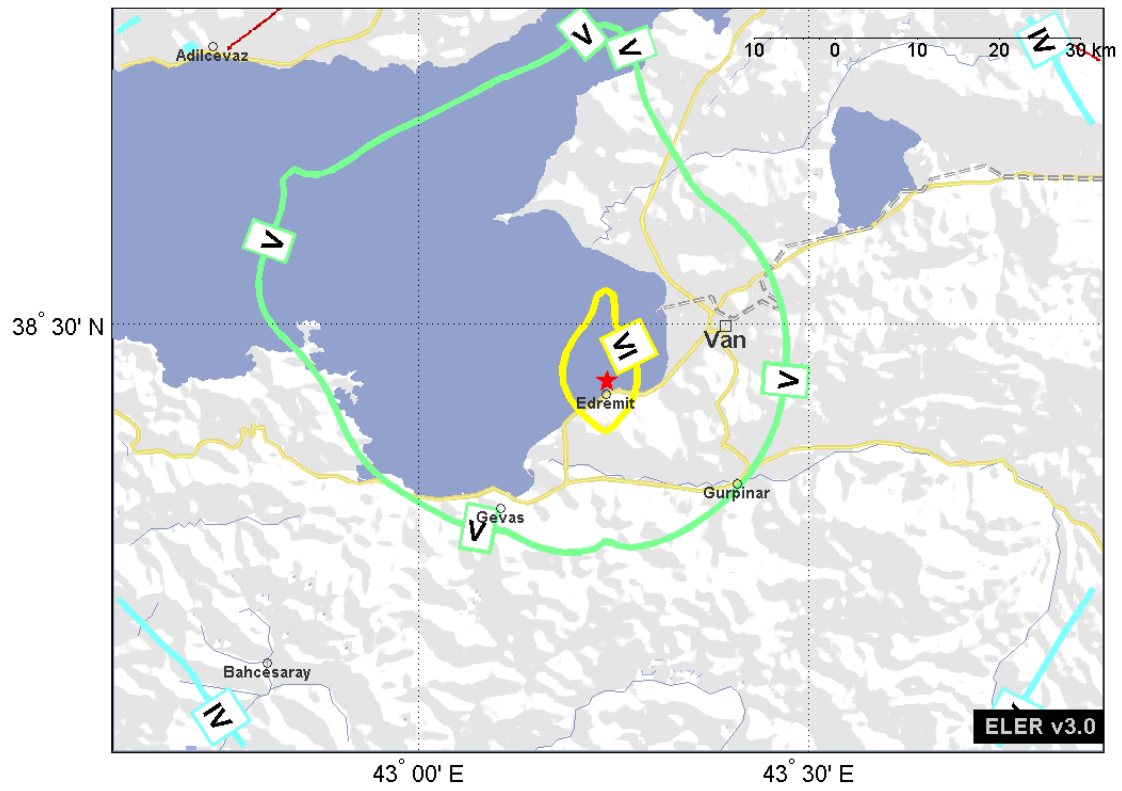 V
V
IV
10 0 10 20 30 km
Adilcevaz
V
38° 30' N
VI
Van
V
Edremit
Gurpinar
Gevas
V
Bahcesaray
IV
ELER v3.0
43° 00' E
43° 30' E